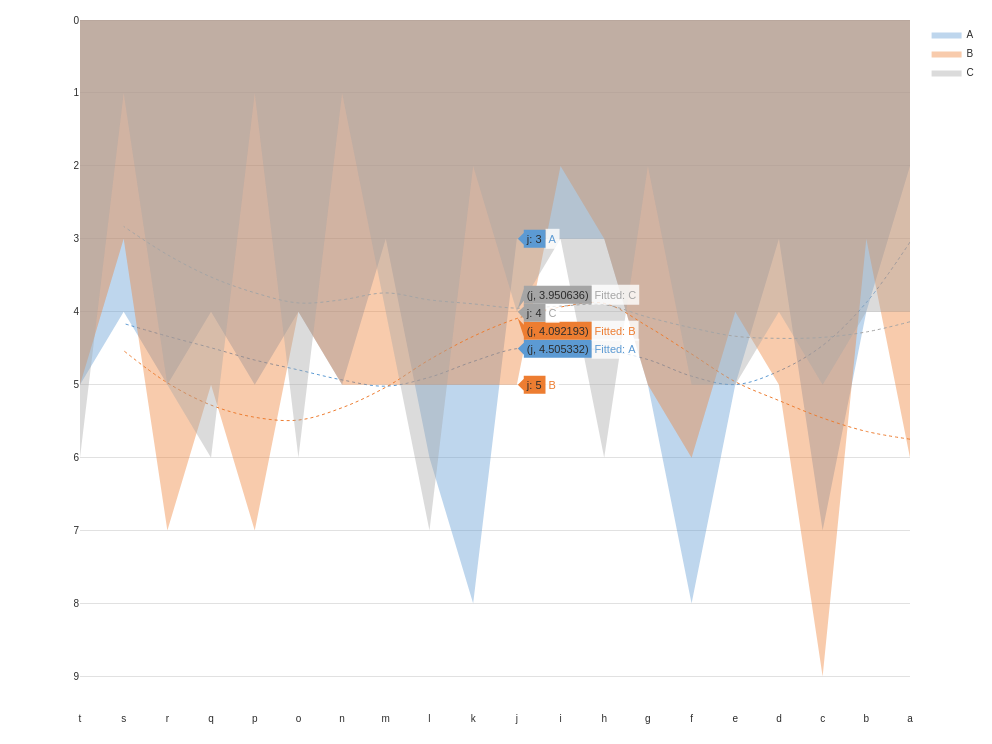 0
A
B
C
1
2
3
j: 3 A
(j, 3.950636) Fitted: C
4
j: 4 C
(j, 4.092193) Fitted: B
(j, 4.505332) Fitted: A
5
j: 5 B
6
7
8
9
t s r q p o n m l k j i h g f e d c b a